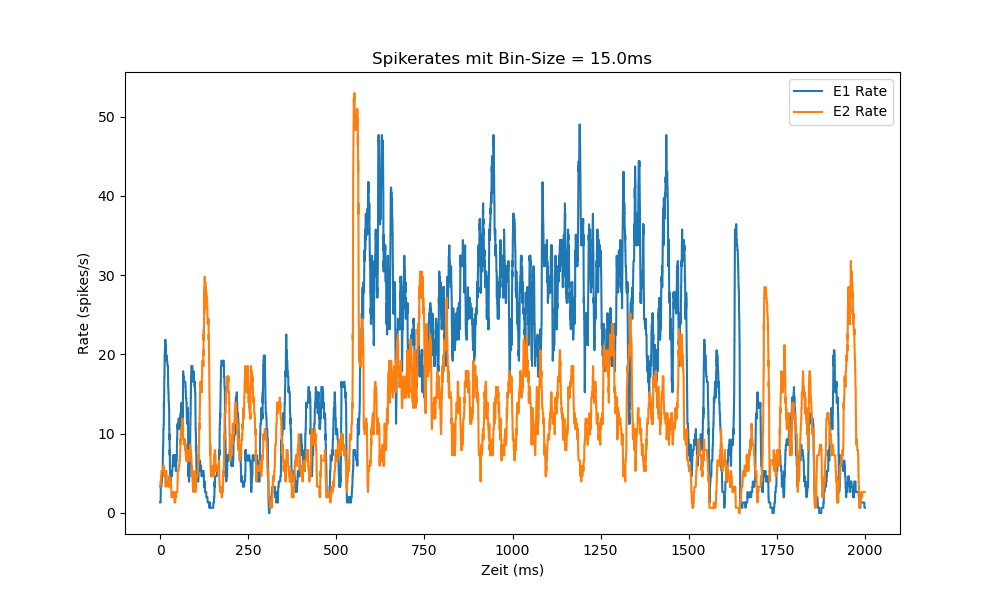 Spikerates mit Bin-Size = 15.0ms
E1 Rate
E2 Rate
Rate (spikes/s)
50
40
30
20
10
0
0 250 500 750 1000 1250 1500 1750 2000
Zeit (ms)